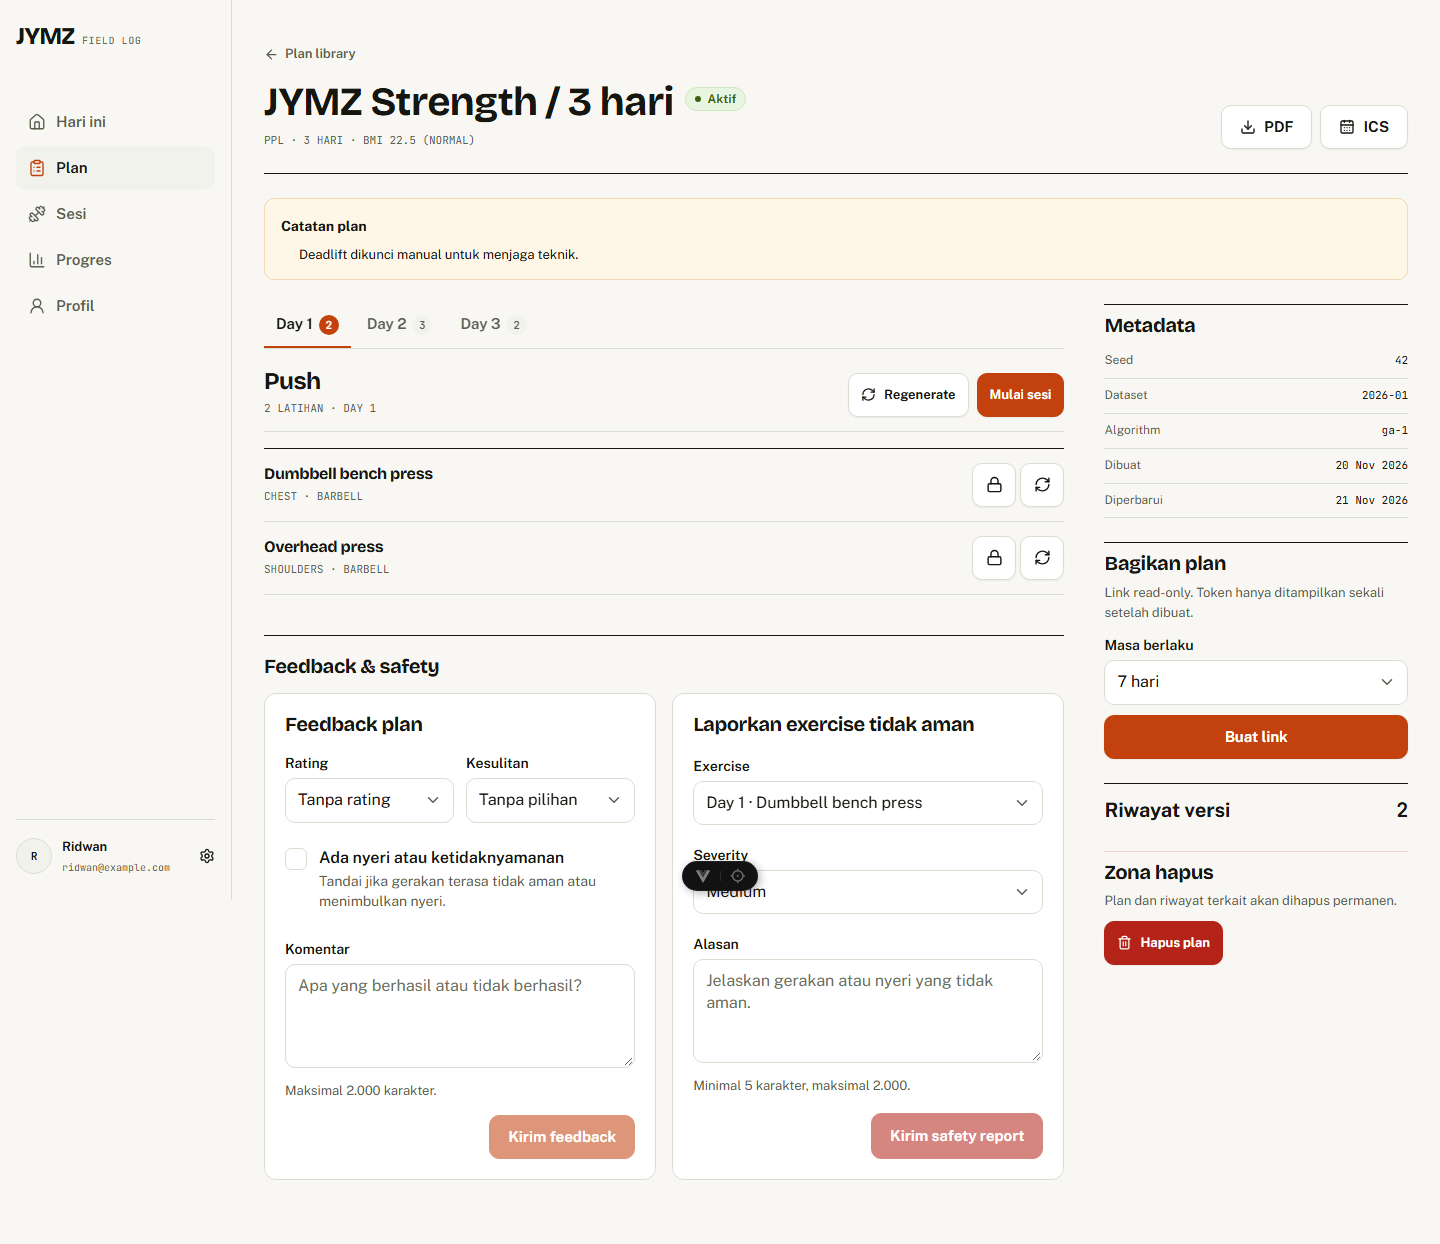 JYMZ FIELD LOG
Hari ini
Plan
Sesi
Progres
Profil
R
Ridwan
ridwan@example.com
Plan library
JYMZ Strength / 3 hari
Aktif
PPL · 3 HARI · BMI 22.5 (NORMAL)
PDF
ICS
Catatan plan
Deadlift dikunci manual untuk menjaga teknik.
Day 1 2
Day 2 3
Day 3 2
Push
2 LATIHAN · DAY 1
Regenerate
Mulai sesi
Dumbbell bench press
CHEST · BARBELL
Overhead press
SHOULDERS · BARBELL
Feedback & safety
Feedback plan
Rating
Kesulitan
Tanpa rating
Tanpa pilihan
Ada nyeri atau ketidaknyamanan
Tandai jika gerakan terasa tidak aman atau
menimbulkan nyeri.
Komentar
Apa yang berhasil atau tidak berhasil?
Maksimal 2.000 karakter.
Kirim feedback
Laporkan exercise tidak aman
Exercise
Day 1 · Dumbbell bench press
Severity
Medium
Alasan
Jelaskan gerakan atau nyeri yang tidak
aman.
Minimal 5 karakter, maksimal 2.000.
Kirim safety report
Metadata
Seed 42
Dataset 2026-01
Algorithm ga-1
Dibuat 20 Nov 2026
Diperbarui 21 Nov 2026
Bagikan plan
Link read-only. Token hanya ditampilkan sekali
setelah dibuat.
Masa berlaku
7 hari
Buat link
Riwayat versi 2
Zona hapus
Plan dan riwayat terkait akan dihapus permanen.
Hapus plan